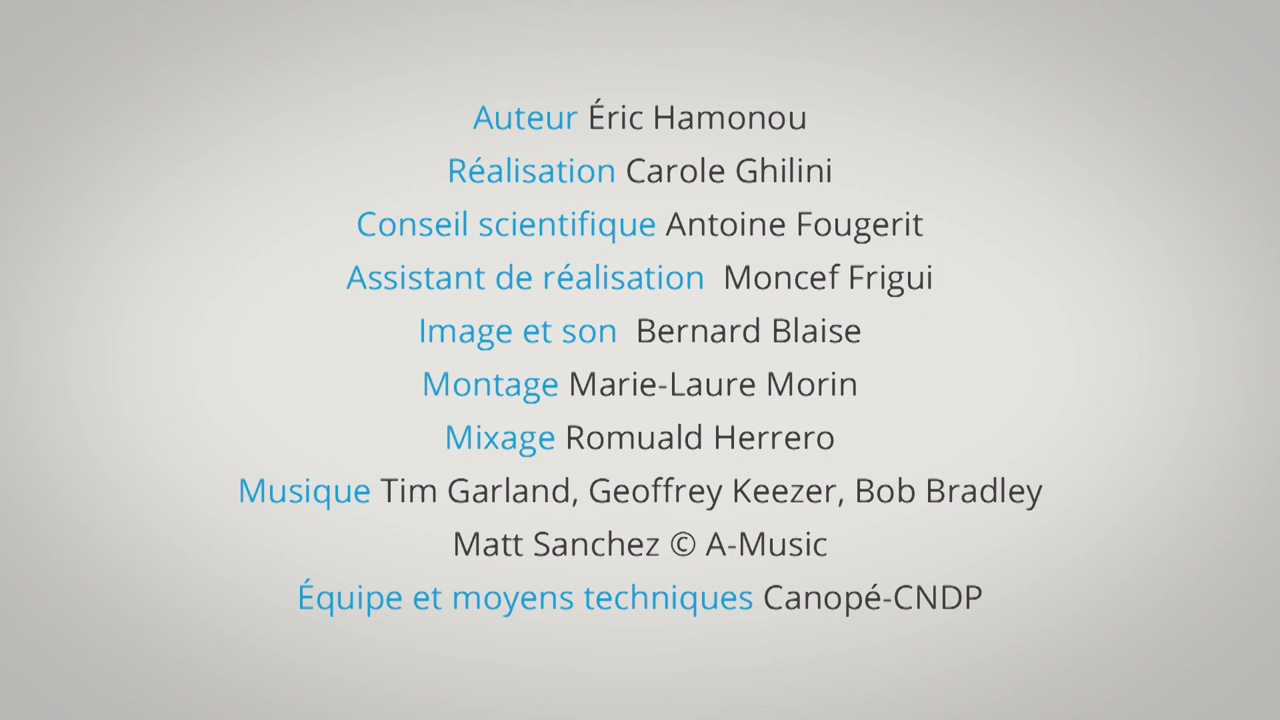 Auteur Éric Hamonou
Réalisation Carole Ghilini
Conseil scientifique Antoine Fougerit
Assistant de réalisation Moncef Frigui
Image et son Bernard Blaise
Montage Marie-Laure Morin
Mixage Romuald Herrero
Musique Tim Garland, Geoffrey Keezer, Bob Bradley
Matt Sanchez © A-Music
Équipe et moyens techniques Canopé-CNDP